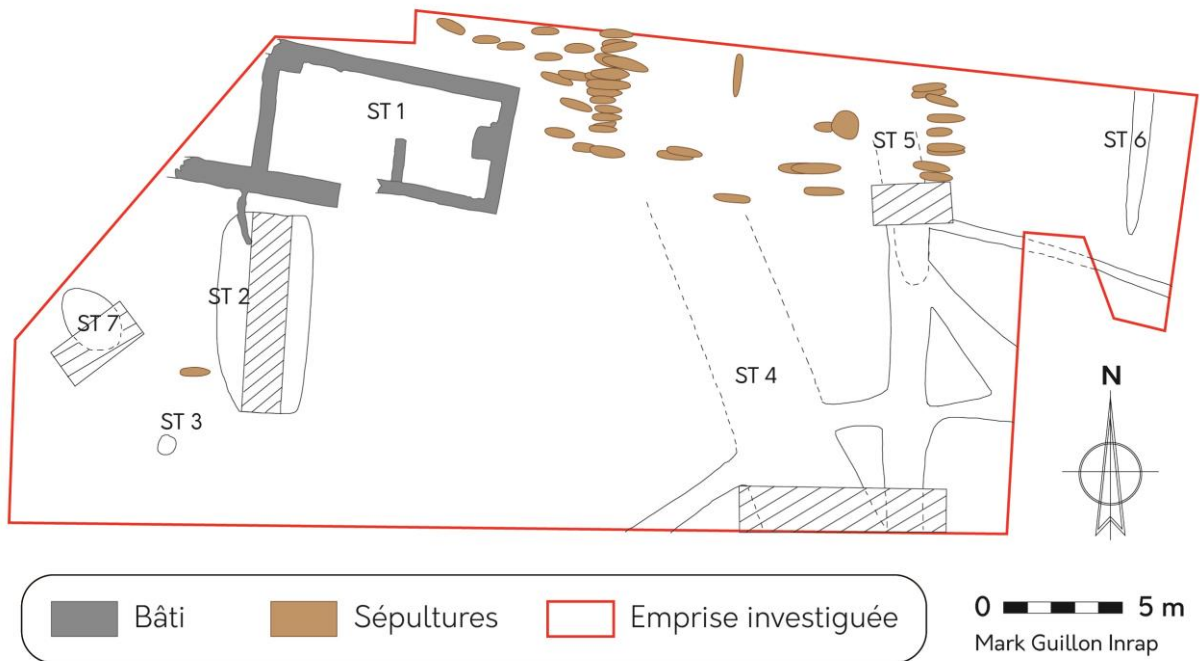 ST 1
ST 5
ST 6
ST 2
ST 7
ST 4
ST 3
N
Bâti
Sépultures
Emprise investiguée
0 5 m
Mark Guillon Inrap